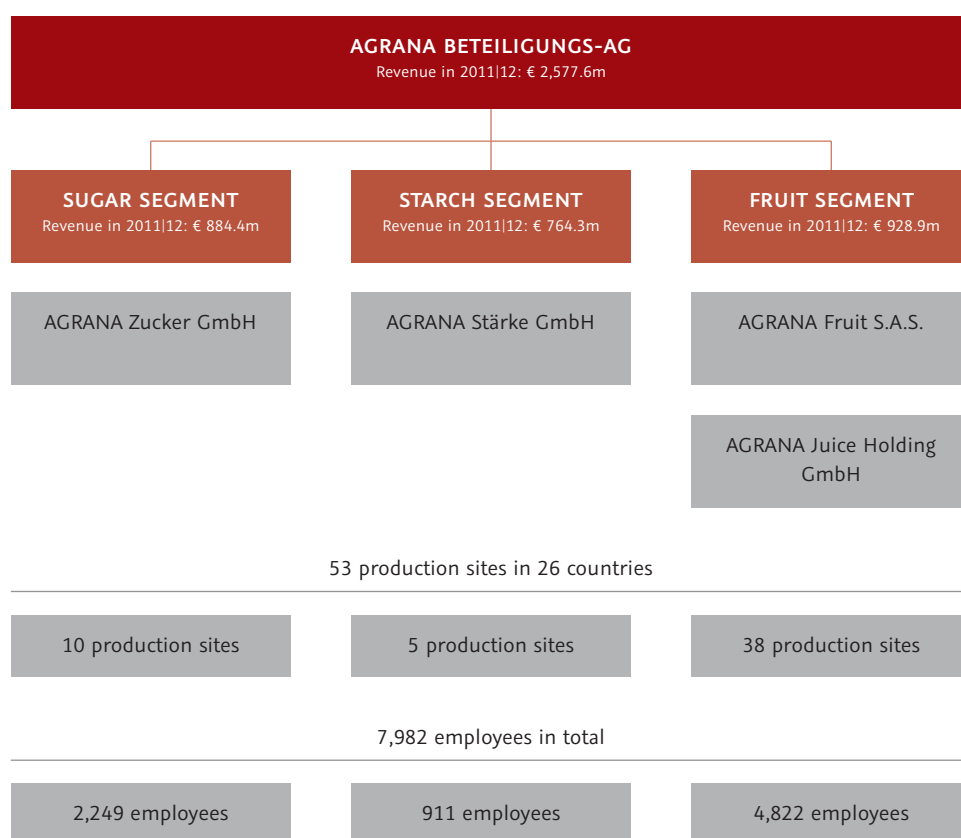 AGRANA BETEILIGUNGS-AG
Revenue in 2011|12: € 2,577.6m
SUGAR SEGMENT
Revenue in 2011|12: € 884.4m
STARCH SEGMENT
Revenue in 2011|12: € 764.3m
FRUIT SEGMENT
Revenue in 2011|12: € 928.9m
AGRANA Zucker GmbH
AGRANA Stärke GmbH
AGRANA Fruit S.A.S.
AGRANA Juice Holding
GmbH
53 production sites in 26 countries
10 production sites
5 production sites
38 production sites
7,982 employees in total
2,249 employees
911 employees
4,822 employees